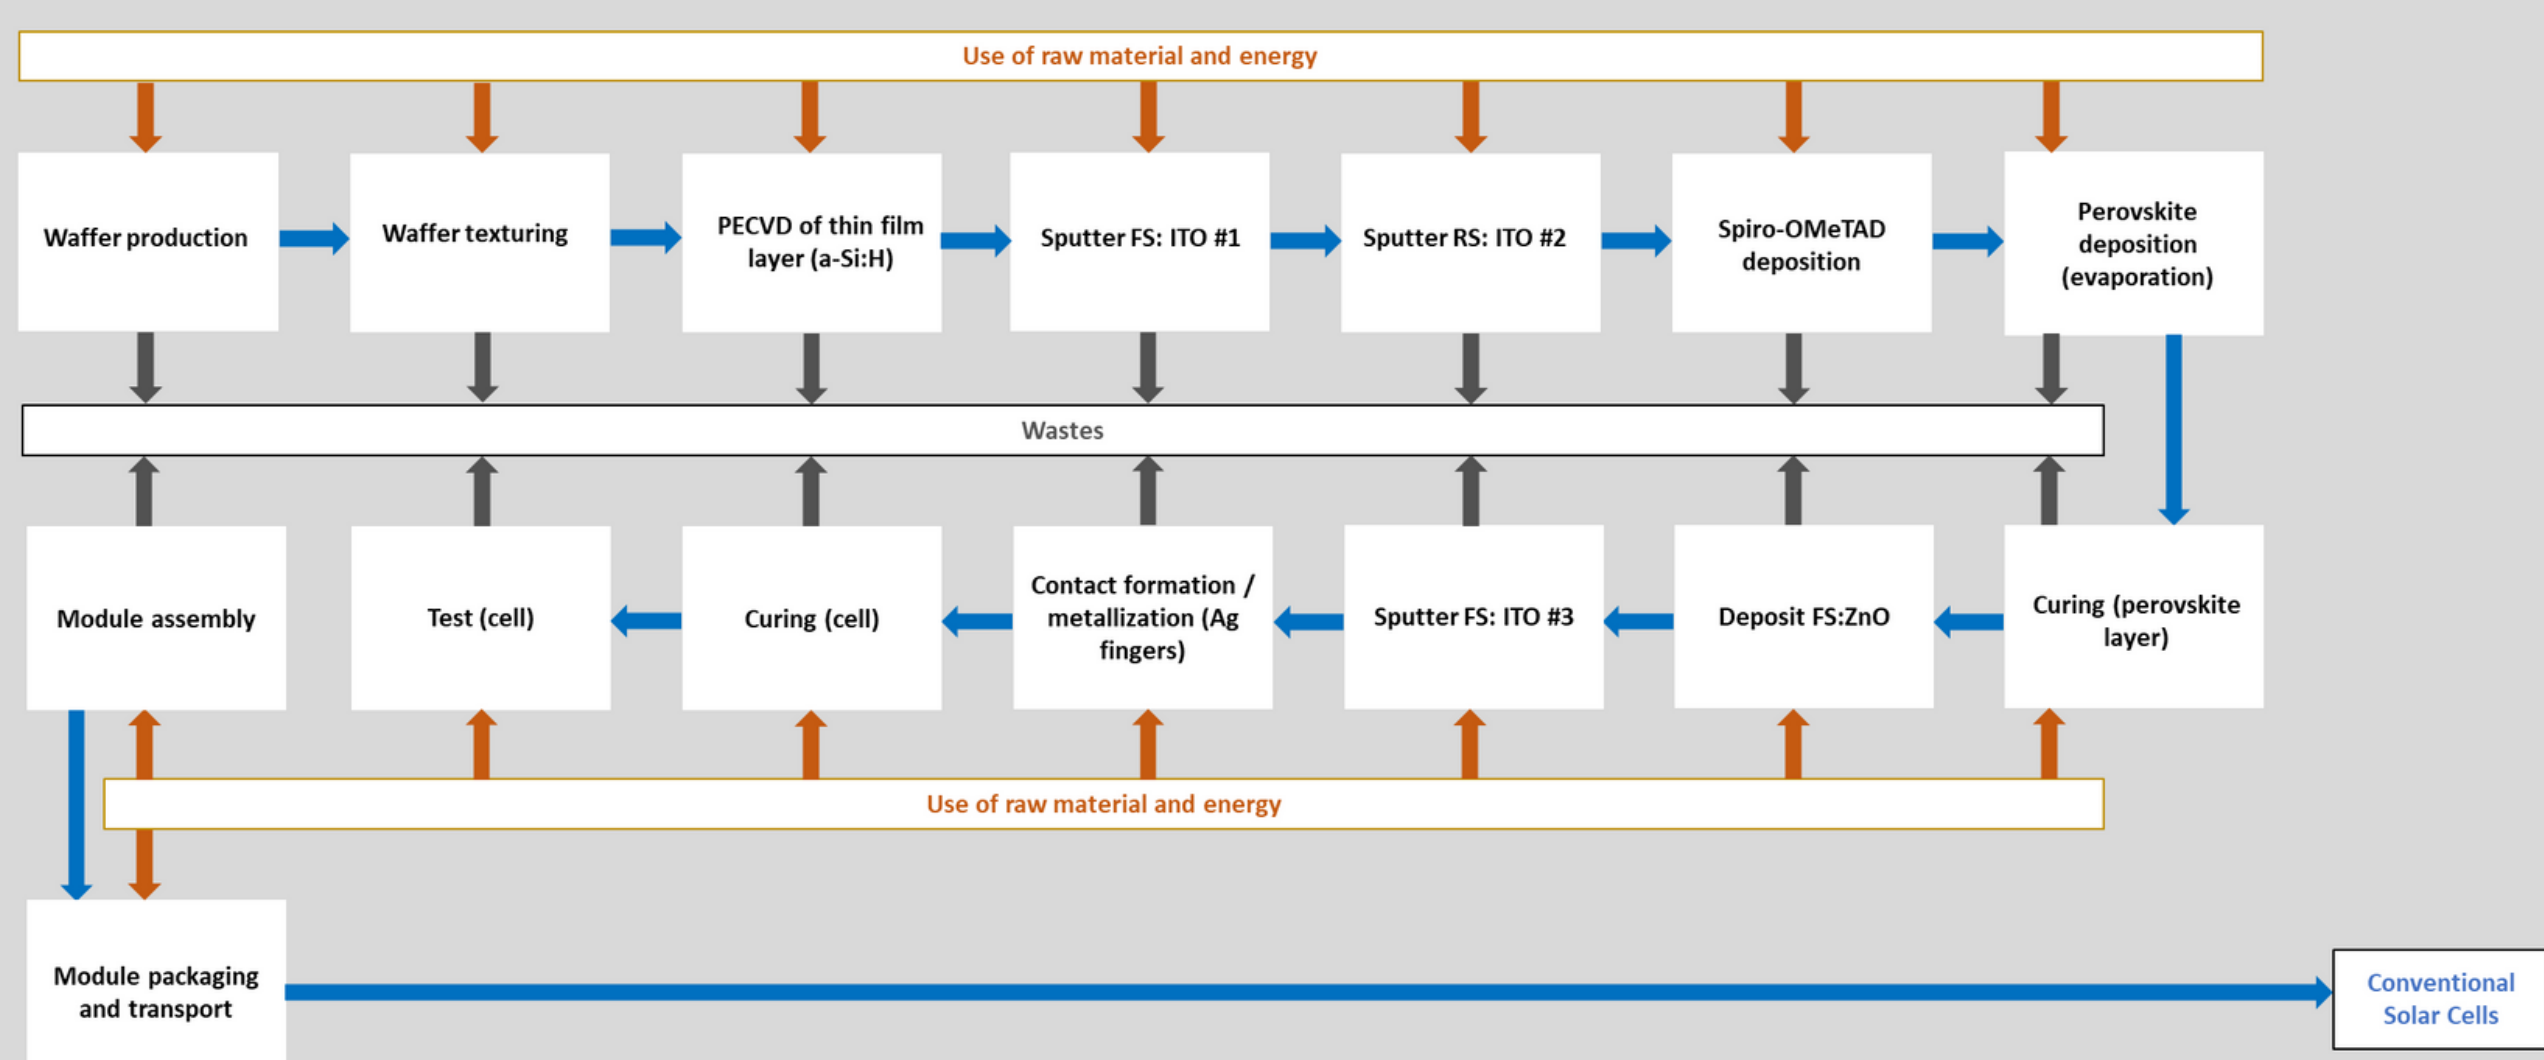 Use of raw material and energy
Waffer production
Waffer texturing
PECVD of thin film
layer (a-Si:H)
Sputter FS: ITO #1
Sputter RS: ITO #2
Spiro-OMeTAD
deposition
Perovskite
deposition
(evaporation)
Wastes
Module assembly
Test (cell)
Curing (cell)
Contact formation /
metallization (Ag
fingers)
Sputter FS: ITO #3
Deposit FS:ZnO
Curing (perovskite
layer)
Use of raw material and energy
Module packaging
and transport
Conventional
Solar Cells